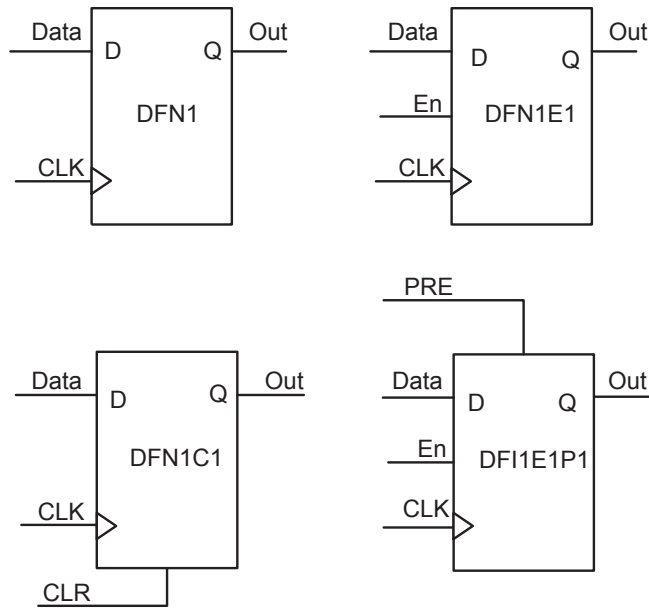 Data
D
Q
Out
DFN1
CLK
Data
D
Q
Out
En
DFN1E1
CLK
Data
D
Q
Out
DFN1C1
CLK
CLR
PRE
Data
D
Q
Out
En
DFI1E1P1
CLK